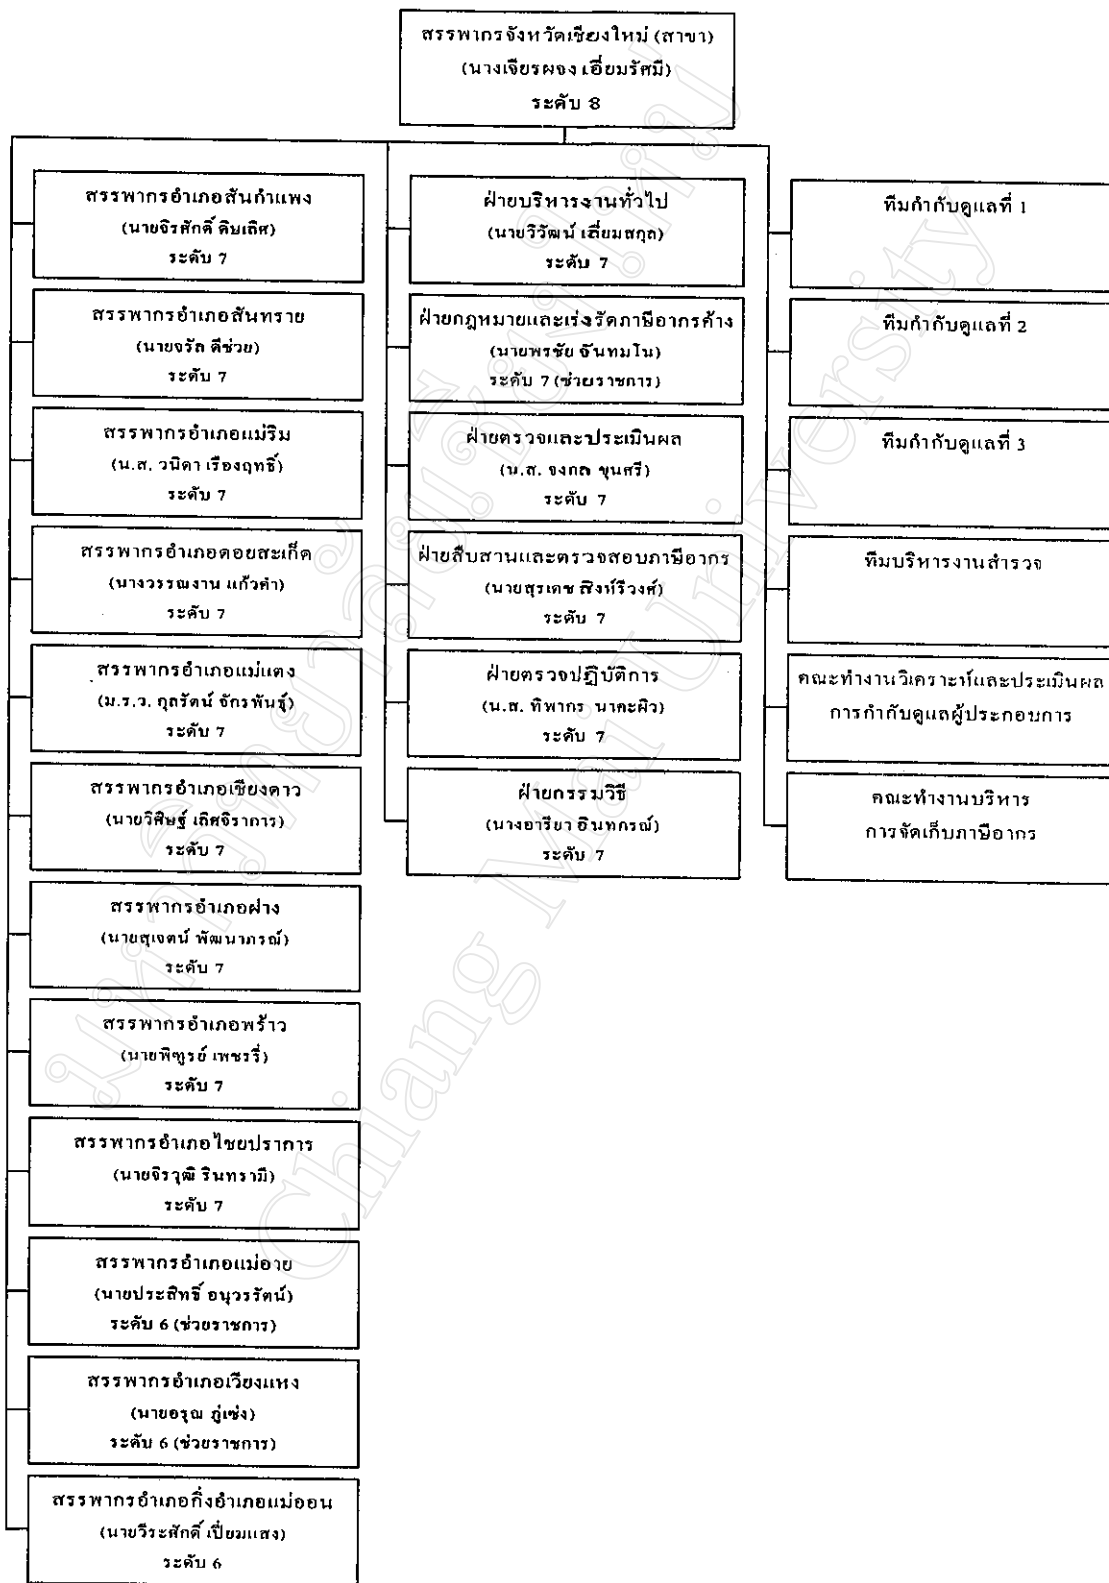 สรรพากรจังหวัดเชียงใหม่ (สาขา)
(นางเจียรผจง เอี่ยมรัศมี)
ระดับ 8
สรรพากรอำเภอสันกำแพง
(นายจิรศักดิ์ ดิษเลิศ)
ระดับ 7
สรรพากรอำเภอสันทราย
(นายจรัล ดีช่วย)
ระดับ 7
สรรพากรอำเภอแม่ริม
(น.ส. วนิดา เรืองฤทธิ์)
ระดับ 7
สรรพากรอำเภอดอยสะเก็ด
(นางวรรณงาน แก้วคำ)
ระดับ 7
สรรพากรอำเภอแม่แตง
(ม.ร.ว. กุลรัตน์ จักรพันธุ์)
ระดับ 7
สรรพากรอำเภอเชียงดาว
(นายวิศิษฐ์ เลิศจิราการ)
ระดับ 7
สรรพากรอำเภอฝาง
(นายสุเจตน์ พัฒนาภรณ์)
ระดับ 7
สรรพากรอำเภอพร้าว
(นายพิฑูรย์ เพชรรี่)
ระดับ 7
สรรพากรอำเภอไชยปราการ
(นายจิรวุฒิ รินทรามี)
ระดับ 7
สรรพากรอำเภอแม่อาย
(นายประสิทธิ์ อนุวรรัตน์)
ระดับ 6 (ช่วยราชการ)
สรรพากรอำเภอเวียงแหง
(นายอรุณ ภู่เซ่ง)
ระดับ 6 (ช่วยราชการ)
สรรพากรอำเภอกิ่งอำเภอแม่ออน
(นายวีระศักดิ์ เปี่ยมแสง)
ระดับ 6
ฝ่ายบริหารงานทั่วไป
(นายวิวัฒน์ เลี่ยมสกุล)
ระดับ 7
ฝ่ายกฎหมายและเร่งรัดภาษีอากรค้าง
(นายพรชัย จันทมโน)
ระดับ 7 (ช่วยราชการ)
ฝ่ายตรวจและประเมินผล
(น.ส. จงกล ขุนศรี)
ระดับ 7
ฝ่ายสืบสวนและตรวจสอบภาษีอากร
(นายสุรเดช สิงห์รีวงศ์)
ระดับ 7
ฝ่ายตรวจปฏิบัติการ
(น.ส. ทิพากร นาคะผิว)
ระดับ 7
ฝ่ายกรรมวิธี
(นางอารียา อินทกรณ์)
ระดับ 7
ทีมกำกับดูแลที่ 1
ทีมกำกับดูแลที่ 2
ทีมกำกับดูแลที่ 3
ทีมบริหารงานสำรวจ
คณะทำงานวิเคราะห์และประเมินผล
การกำกับดูแลผู้ประกอบการ
คณะทำงานบริหาร
การจัดเก็บภาษีอากร
มหาวิทยาลัยเชียงใหม่
Chiang Mai University